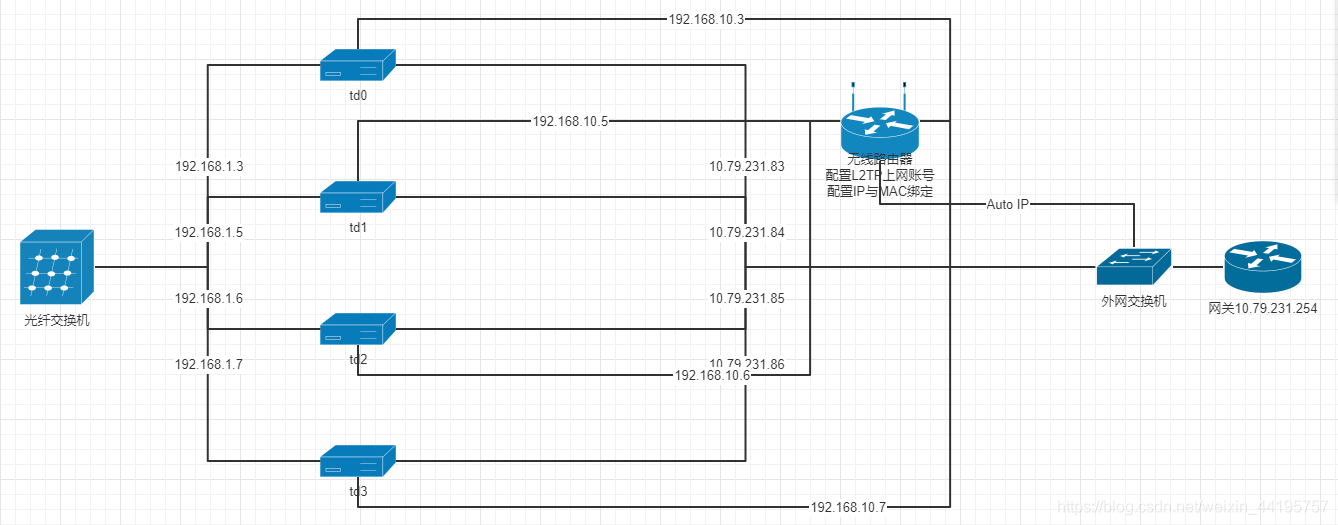 192.168.10.3
td0
192.168.10.5
192.168.1.3
10.79.231.83
无线路由器
配置L2TP上网账号
配置IP与MAC绑定
Auto IP
td1
192.168.1.5
10.79.231.84
192.168.1.6
10.79.231.85
光纤交换机
外网交换机
网关10.79.231.254
td2
192.168.1.7
10.79.231.86
192.168.10.6
td3
192.168.10.7
https://blog.csdn.net/weixin_44195757